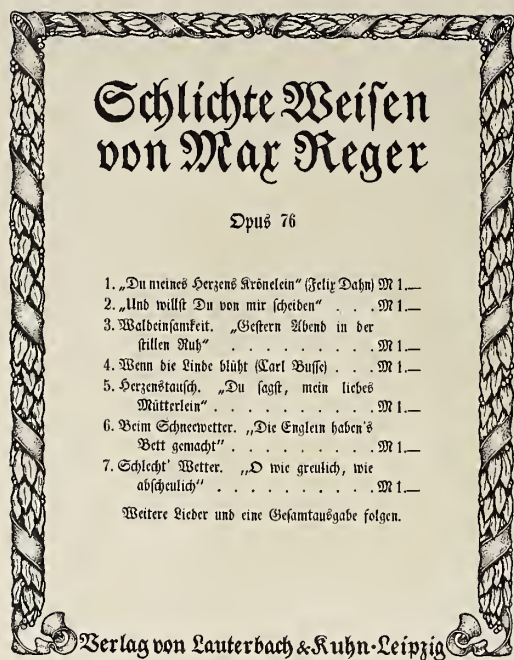 Schlichte Weisen
von Max Reger
Opus 76
1. „Du meines Herzens Krönelein“ (Felix Dahn) M 1.—
2. „Und willst Du von mir scheiden“ . . . M 1.—
3. Waldeinsamkeit. „Gestern Abend in der
stillen Ruh“ . . . . . . . . . M 1.—
4. Wenn die Linde blüht (Carl Busse) . . . M 1.—
5. Herzenstausch. „Du sagst, mein liebes
Mütterlein“ . . . . . . . . . M 1.—
6. Beim Schneewetter. „Die Englein haben's
Bett gemacht“ . . . . . . . . M 1.—
7. Schlecht' Wetter. „O wie greulich, wie
abscheulich“ . . . . . . . . . M 1.—
Weitere Lieder und eine Gesamtausgabe folgen.
Verlag von Lauterbach & Kuhn-Leipzig